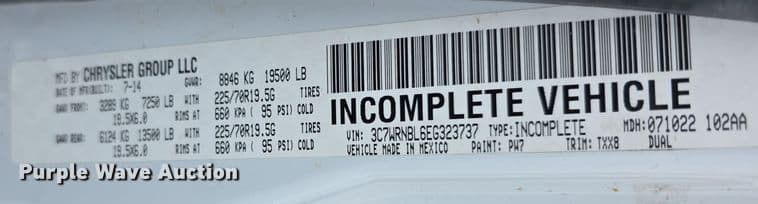 MFD BY CHRYSLER GROUP LLC
DATE OF MFR(BUILT): 7-14 GVWR: 8846 KG 19500 LB
GAWR FRONT: 3289 KG 7250 LB WITH 225/70R19.5G TIRES
19.5X6.0 RIMS AT 660 KPA ( 95 PSI) COLD
GAWR REAR: 6124 KG 13500 LB WITH 225/70R19.5G TIRES
19.5X6.0 RIMS AT 660 KPA ( 95 PSI) COLD
INCOMPLETE VEHICLE
VIN: 3C7WRNBL6EG323737 TYPE: INCOMPLETE MDH: 071022 102AA
VEHICLE MADE IN MEXICO PAINT: PW7 TRIM: TXX8 DUAL
Purple Wave Auction